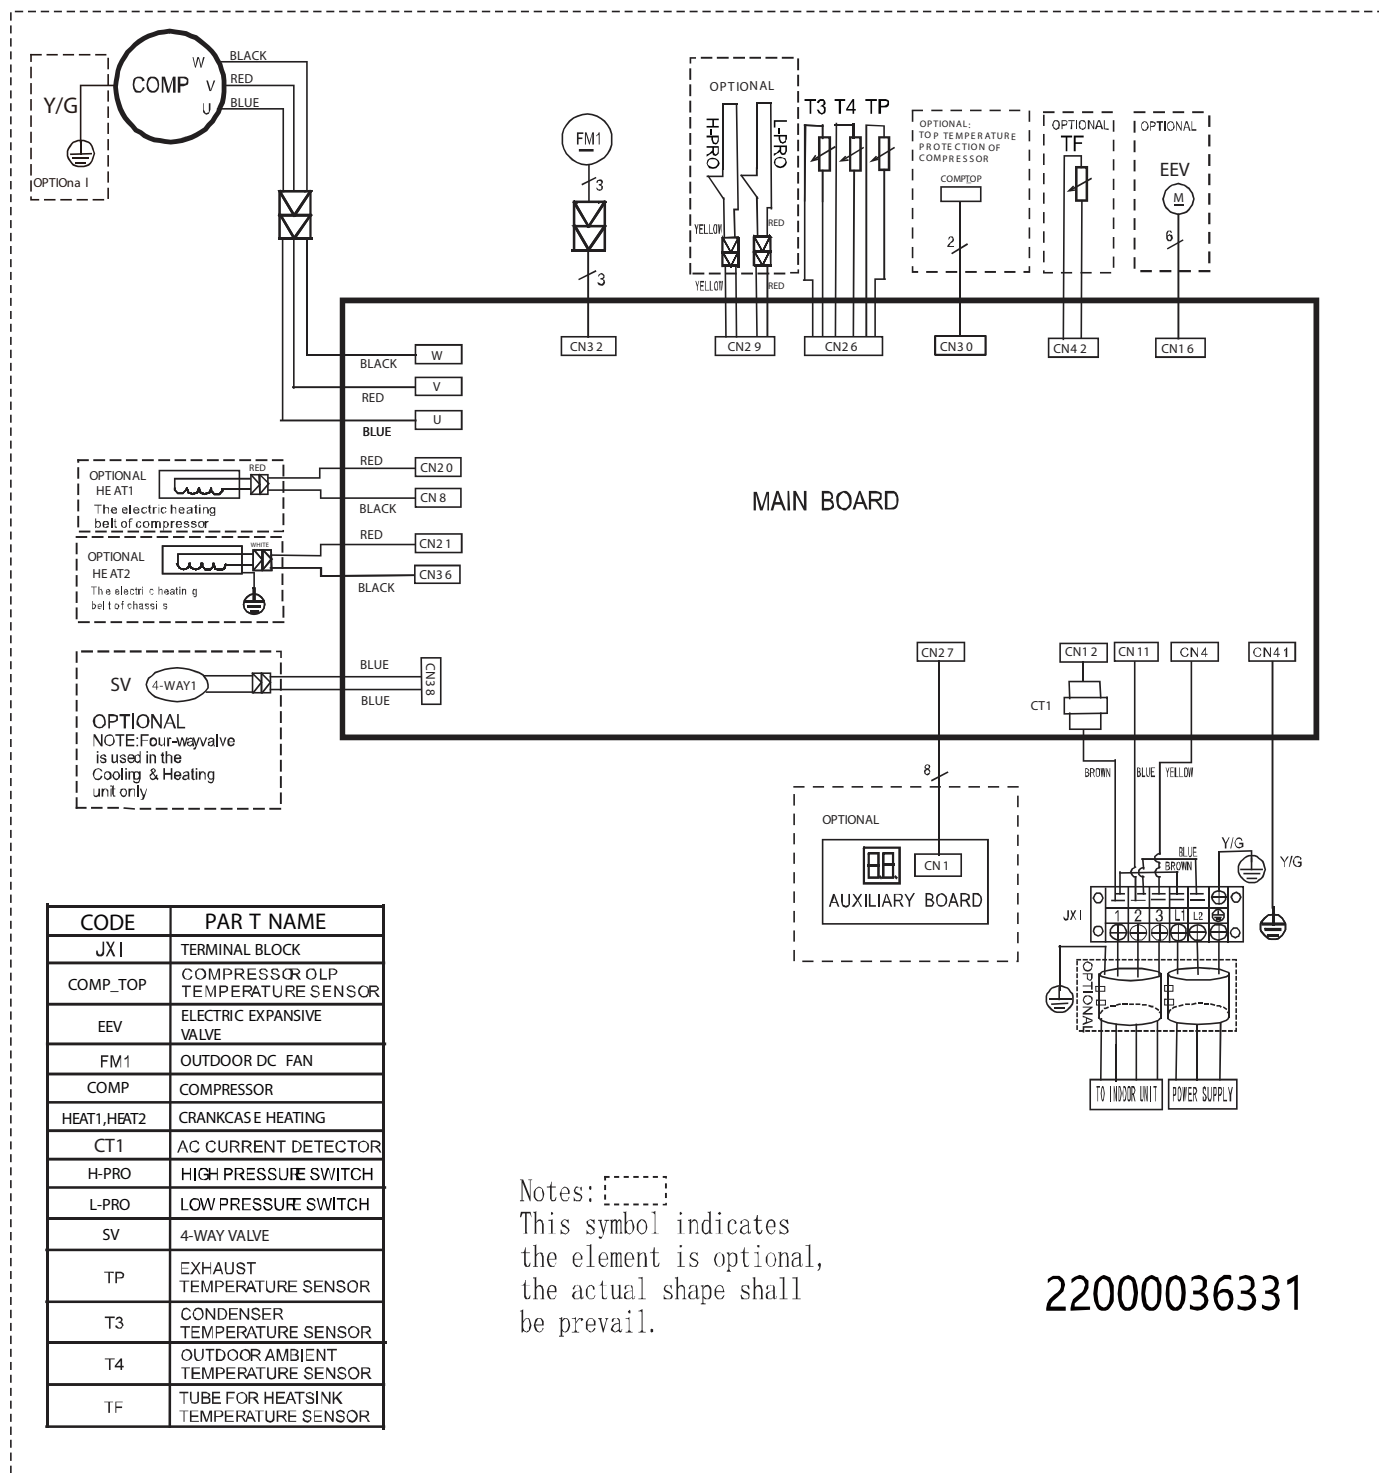 BLACK
W
COMP
V
RED
U
BLUE
Y/G
OPTIOna l
FM1
3
3
OPTIONAL
H-PRO
L-PRO
YELLOW
RED
YELLOW
RED
T3 T4 TP
OPTIONAL:
TOP TEMPERATURE
PROTECTION OF
COMPRESSOR
COMPTOP
2
OPTIONAL
TF
OPTIONAL
EEV
M
6
CN32
CN29
CN26
CN30
CN42
CN16
BLACK
W
RED
V
BLUE
U
OPTIONAL
HEAT1
The electric heating
belt of compressor
RED
RED
CN20
BLACK
CN8
OPTIONAL
HEAT2
The electric heating
belt of chassis
WHITE
RED
CN21
BLACK
CN36
MAIN BOARD
SV
4-WAY1
BLUE
BLUE
CN38
OPTIONAL
NOTE:Four-wayvalve
is used in the
Cooling & Heating
unit only
CN27
CN12
CN11
CN4
CN41
CT1
8
BROWN
BLUE
YELLOW
OPTIONAL
CN1
AUXILIARY BOARD
BLUE
BROWN
Y/G
Y/G
JX1
1 2 3 L1 L2
OPTIONAL
TO INDOOR UNIT
POWER SUPPLY
CODE PART NAME
JX1 TERMINAL BLOCK
COMP_TOP COMPRESSOR OLP
TEMPERATURE SENSOR
EEV ELECTRIC EXPANSIVE
VALVE
FM1 OUTDOOR DC FAN
COMP COMPRESSOR
HEAT1,HEAT2 CRANKCASE HEATING
CT1 AC CURRENT DETECTOR
H-PRO HIGH PRESSURE SWITCH
L-PRO LOW PRESSURE SWITCH
SV 4-WAY VALVE
TP EXHAUST
TEMPERATURE SENSOR
T3 CONDENSER
TEMPERATURE SENSOR
T4 OUTDOOR AMBIENT
TEMPERATURE SENSOR
TF TUBE FOR HEATSINK
TEMPERATURE SENSOR
Notes:
This symbol indicates
the element is optional,
the actual shape shall
be prevail.
22000036331